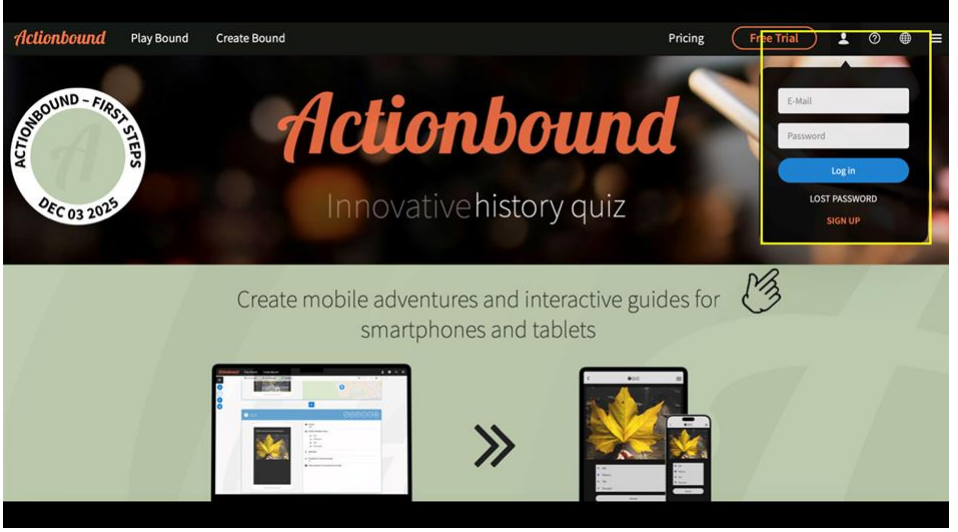 Actionbound Play Bound Create Bound Pricing Free Trial
ACTIONBOUND – FIRST STEPS
DEC 03 2025
Actionbound
Innovative history quiz
E-Mail
Password
Log in
LOST PASSWORD
SIGN UP
Create mobile adventures and interactive guides for
smartphones and tablets